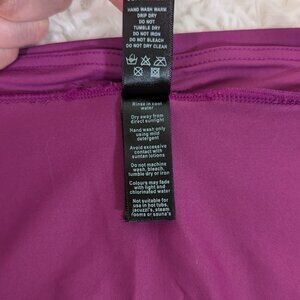 HAND WASH WARM
DRIP DRY
DO NOT
TUMBLE DRY
DO NOT IRON
DO NOT BLEACH
DO NOT DRY CLEAN
Rinse in cool
water
Dry away from
direct sunlight
Hand wash only
using mild
detergent
Avoid excessive
contact with
suntan lotions
Do not machine
wash, bleach,
tumble dry or iron
Colours may fade
with light and
chlorinated water
Not suitable for
use in hot tubs,
jacuzzi's, steam
rooms or sauna's